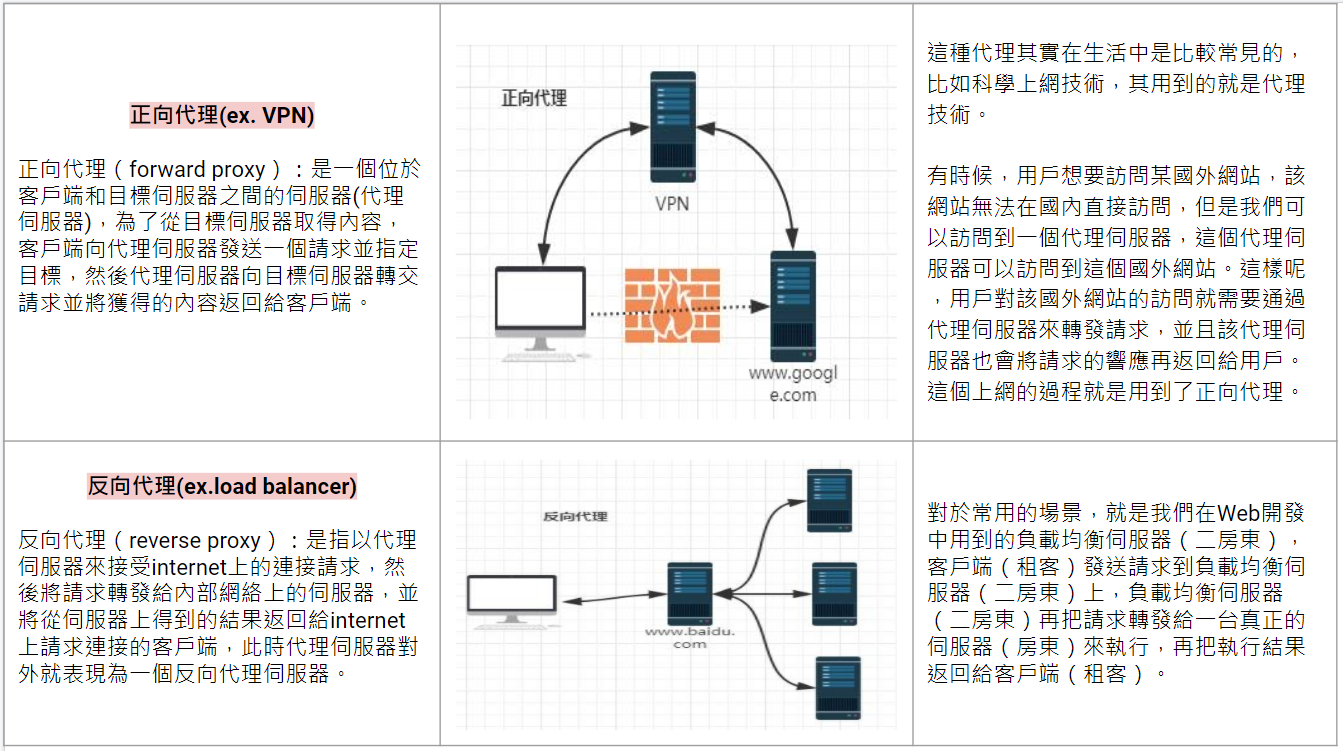 正向代理(ex. VPN)
正向代理（forward proxy）：是一個位於
客戶端和目標伺服器之間的伺服器(代理
伺服器)，為了從目標伺服器取得內容，
客戶端向代理伺服器發送一個請求並指定
目標，然後代理伺服器向目標伺服器轉交
請求並將獲得的內容返回給客戶端。
正向代理
VPN
www.googl
e.com
這種代理其實在生活中是比較常見的，
比如科學上網技術，其用到的就是代理
技術。
有時候，用戶想要訪問某國外網站，該
網站無法在國內直接訪問，但是我們可
以訪問到一個代理伺服器，這個代理伺
服器可以訪問到這個國外網站。這樣呢
，用戶對該國外網站的訪問就需要通過
代理伺服器來轉發請求，並且該代理伺
服器也會將請求的響應再返回給用戶。
這個上網的過程就是用到了正向代理。
反向代理(ex.load balancer)
反向代理（reverse proxy）：是指以代理
伺服器來接受internet上的連接請求，然
後將請求轉發給內部網絡上的伺服器，並
將從伺服器上得到的結果返回給internet
上請求連接的客戶端，此時代理伺服器對
外就表現為一個反向代理伺服器。
反向代理
www.baidu.
com
對於常用的場景，就是我們在Web開發
中用到的負載均衡伺服器（二房東），
客戶端（租客）發送請求到負載均衡伺
服器（二房東）上，負載均衡伺服器
（二房東）再把請求轉發給一台真正的
伺服器（房東）來執行，再把執行結果
返回給客戶端（租客）。